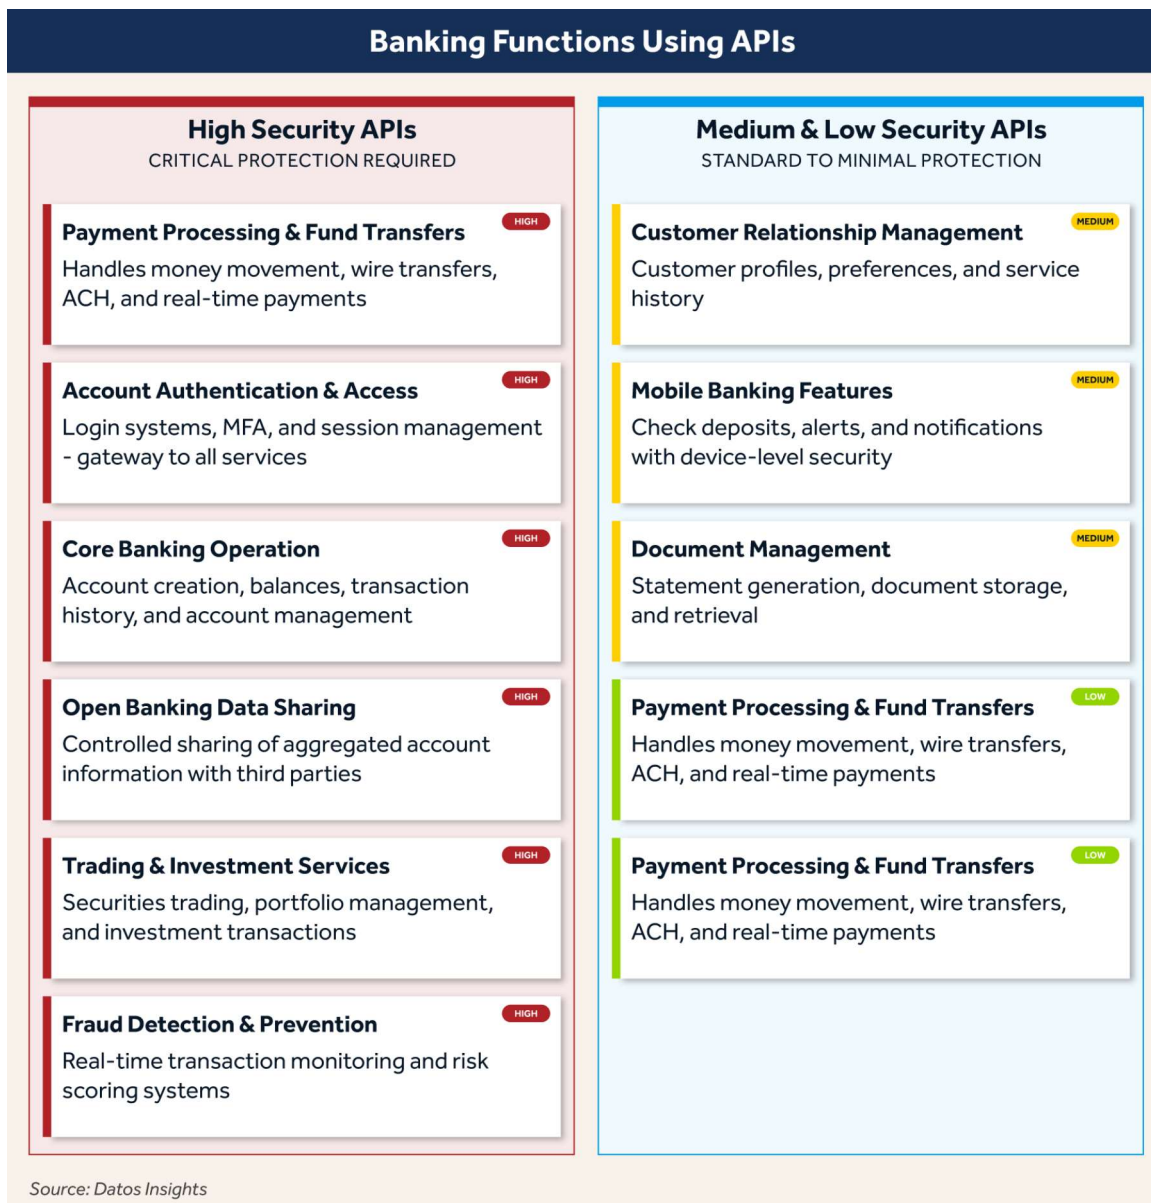 Banking Functions Using APIs
High Security APIs
CRITICAL PROTECTION REQUIRED
HIGH
Payment Processing & Fund Transfers
Handles money movement, wire transfers,
ACH, and real-time payments
HIGH
Account Authentication & Access
Login systems, MFA, and session management
- gateway to all services
HIGH
Core Banking Operation
Account creation, balances, transaction
history, and account management
HIGH
Open Banking Data Sharing
Controlled sharing of aggregated account
information with third parties
HIGH
Trading & Investment Services
Securities trading, portfolio management,
and investment transactions
HIGH
Fraud Detection & Prevention
Real-time transaction monitoring and risk
scoring systems
Medium & Low Security APIs
STANDARD TO MINIMAL PROTECTION
MEDIUM
Customer Relationship Management
Customer profiles, preferences, and service
history
MEDIUM
Mobile Banking Features
Check deposits, alerts, and notifications
with device-level security
MEDIUM
Document Management
Statement generation, document storage,
and retrieval
LOW
Payment Processing & Fund Transfers
Handles money movement, wire transfers,
ACH, and real-time payments
LOW
Payment Processing & Fund Transfers
Handles money movement, wire transfers,
ACH, and real-time payments
Source: Datos Insights